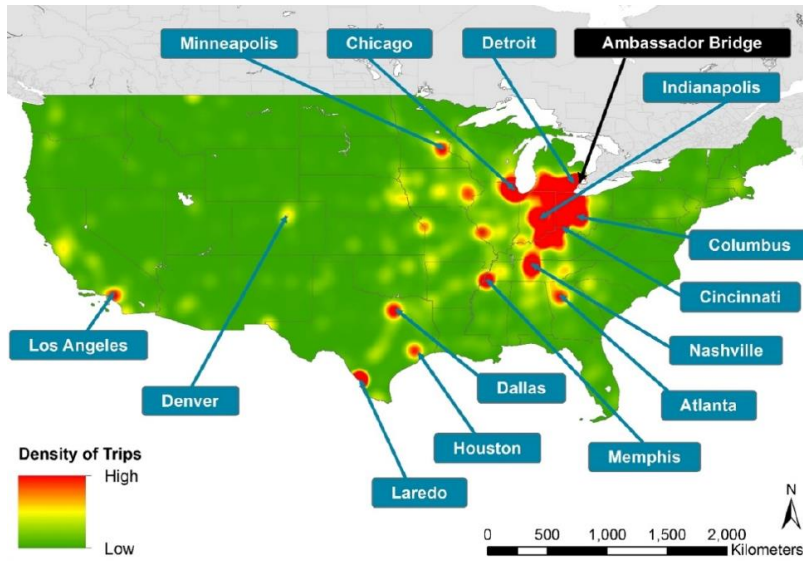 Minneapolis
Chicago
Detroit
Ambassador Bridge
Indianapolis
Columbus
Cincinnati
Los Angeles
Nashville
Denver
Dallas
Atlanta
Houston
Memphis
Laredo
Density of Trips
High
Low
N
0 500 1,000 1,500 2,000
Kilometers